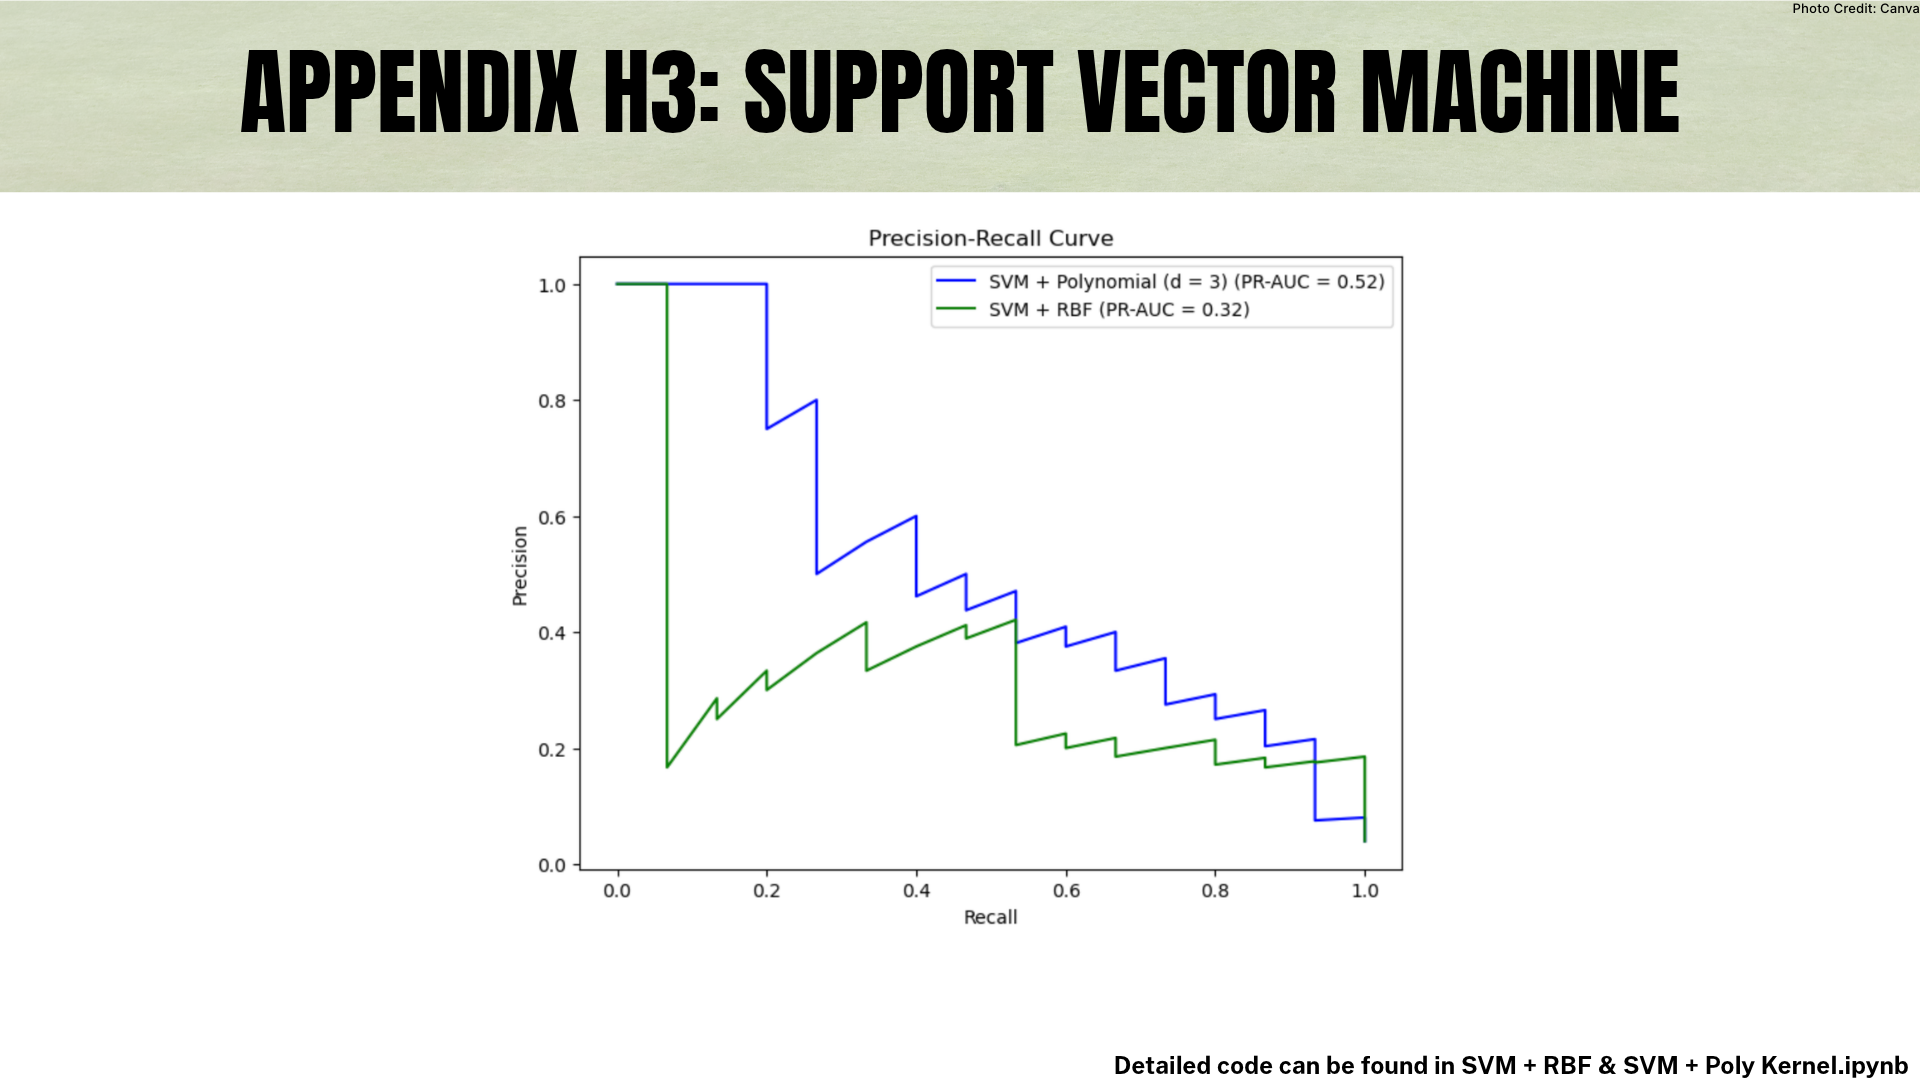 Photo Credit: Canva
APPENDIX H3: SUPPORT VECTOR MACHINE
Precision-Recall Curve
SVM + Polynomial (d = 3) (PR-AUC = 0.52)
SVM + RBF (PR-AUC = 0.32)
1.0
0.8
0.6
0.4
0.2
0.0
Precision
0.0 0.2 0.4 0.6 0.8 1.0
Recall
Detailed code can be found in SVM + RBF & SVM + Poly Kernel.ipynb